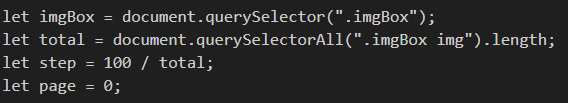 let imgBox = document.querySelector(".imgBox");
let total = document.querySelectorAll(".imgBox img").length;
let step = 100 / total;
let page = 0;